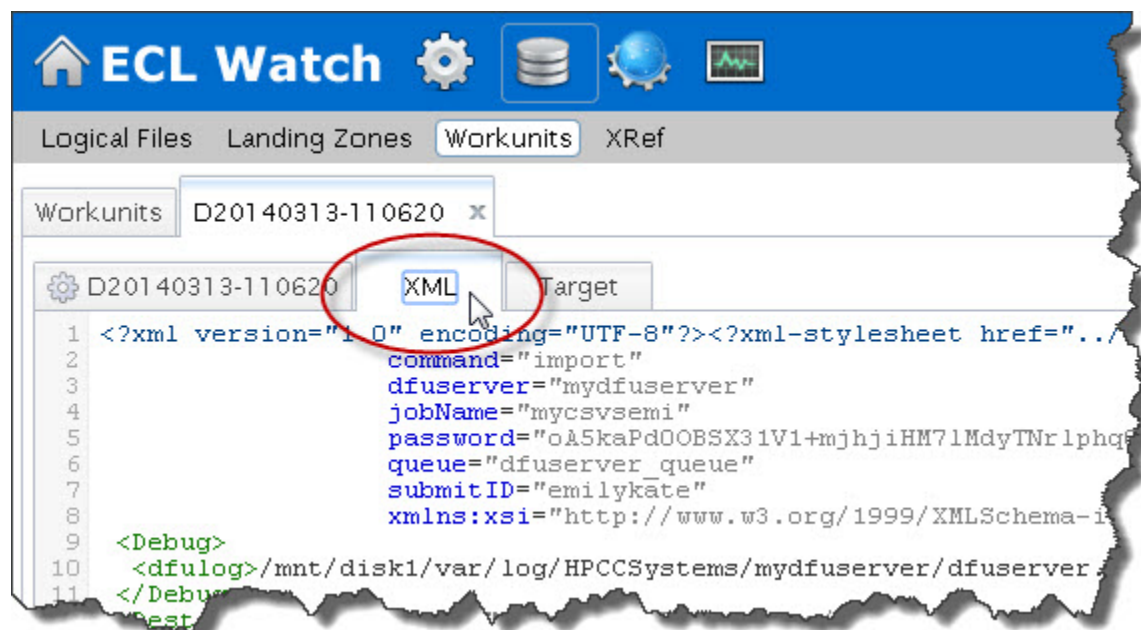 ECL Watch
Logical Files Landing Zones Workunits XRef
Workunits D20140313-110620 x
D20140313-110620 XML Target
1 <?xml version="1.0" encoding="UTF-8"?><?xml-stylesheet href="../
2 command="import"
3 dfuserver="mydfuserver"
4 jobName="mycsvsemi"
5 password="oA5kaPd0OBSX31V1+mjhjiHM7lMdyTNrlphq
6 queue="dfuserver_queue"
7 submitID="emilykate"
8 xmlns:xsi="http://www.w3.org/1999/XMLSchema-i
9 <Debug>
10 <dfulog>/mnt/disk1/var/log/HPCCSystems/mydfuserver/dfuserver.
11 </Debug